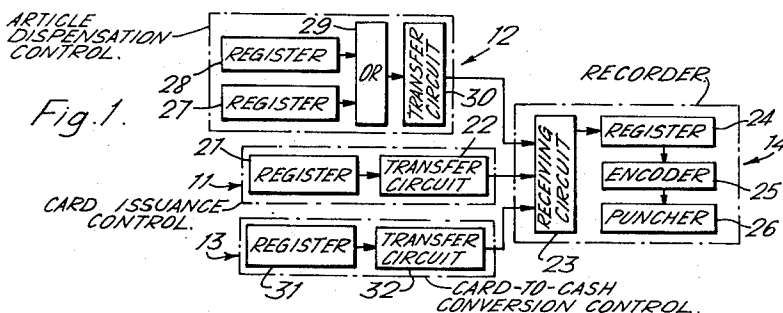 ARTICLE
DISPENSATION
CONTROL.
29
12
REGISTER
28
OR
TRANSFER
CIRCUIT
30
REGISTER
27
Fig.1.
RECORDER
21
22
REGISTER
TRANSFER
CIRCUIT
11
CARD ISSUANCE
CONTROL.
RECEIVING
CIRCUIT
23
REGISTER
24
14
ENCODER
25
PUNCHER
26
13
REGISTER
31
TRANSFER
CIRCUIT
32
CARD-TO-CASH
CONVERSION CONTROL.